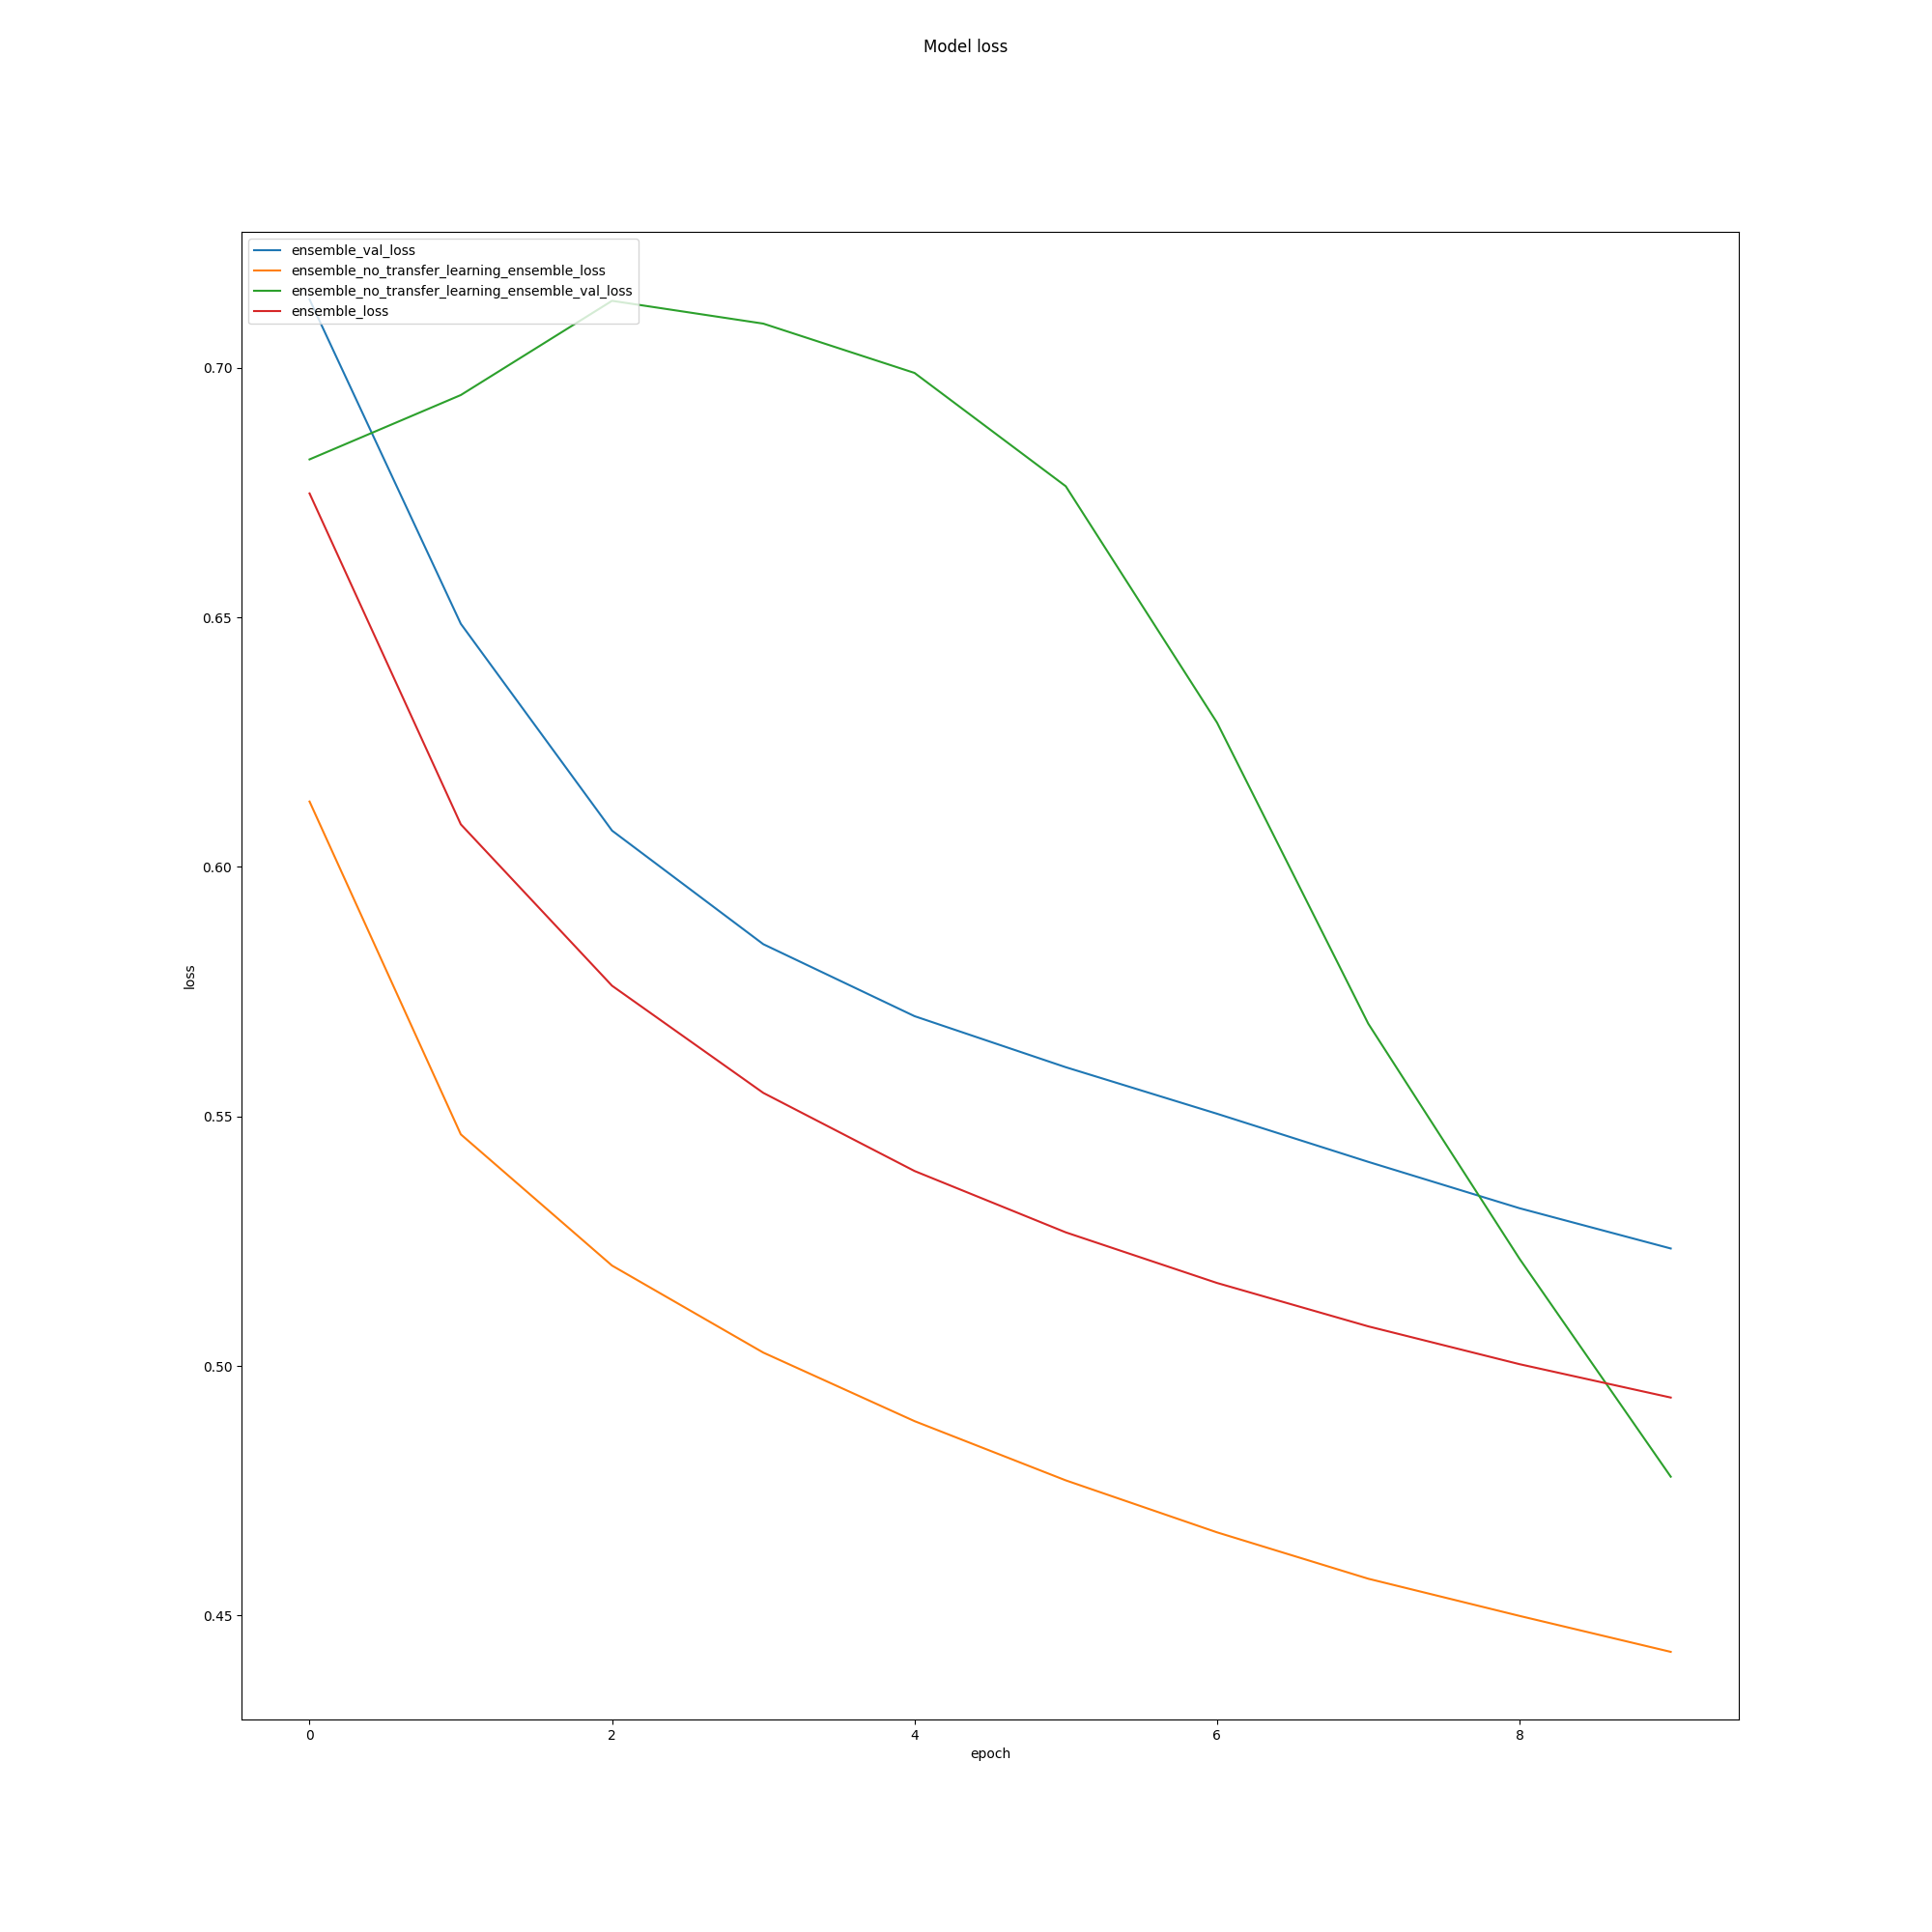 Model loss
ensemble_val_loss
ensemble_no_transfer_learning_ensemble_loss
ensemble_no_transfer_learning_ensemble_val_loss
ensemble_loss
0.70
0.65
0.60
0.55
0.50
0.45
loss
0 2 4 6 8
epoch